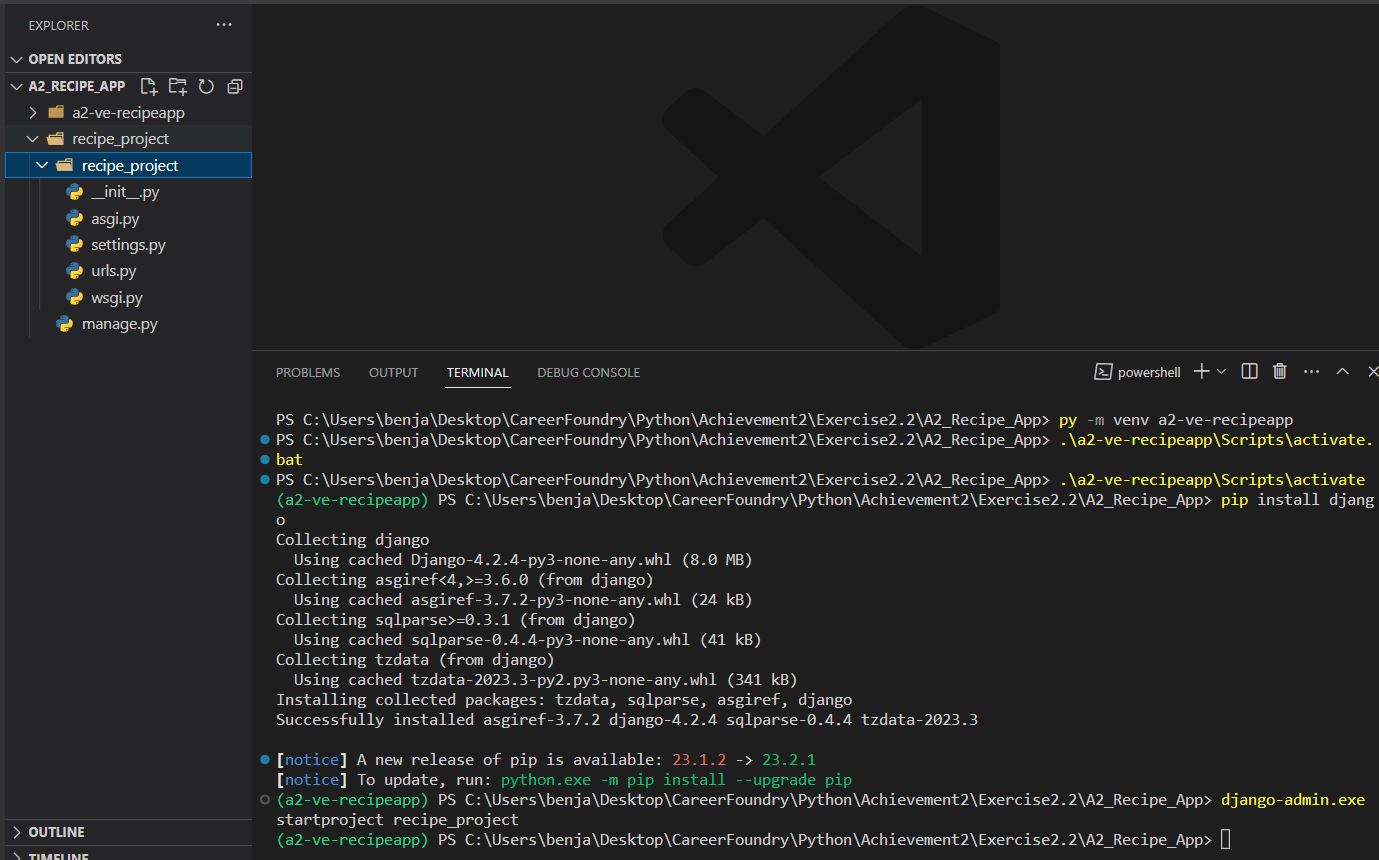 EXPLORER
OPEN EDITORS
A2_RECIPE_APP
a2-ve-recipeapp
recipe_project
recipe_project
__init__.py
asgi.py
settings.py
urls.py
wsgi.py
manage.py
OUTLINE
TIMELINE
PROBLEMS OUTPUT TERMINAL DEBUG CONSOLE
powershell
PS C:\Users\benja\Desktop\CareerFoundry\Python\Achievement2\Exercise2.2\A2_Recipe_App> py -m venv a2-ve-recipeapp
PS C:\Users\benja\Desktop\CareerFoundry\Python\Achievement2\Exercise2.2\A2_Recipe_App> .\a2-ve-recipeapp\Scripts\activate.
bat
PS C:\Users\benja\Desktop\CareerFoundry\Python\Achievement2\Exercise2.2\A2_Recipe_App> .\a2-ve-recipeapp\Scripts\activate
(a2-ve-recipeapp) PS C:\Users\benja\Desktop\CareerFoundry\Python\Achievement2\Exercise2.2\A2_Recipe_App> pip install djang
o
Collecting django
  Using cached Django-4.2.4-py3-none-any.whl (8.0 MB)
Collecting asgiref<4,>=3.6.0 (from django)
  Using cached asgiref-3.7.2-py3-none-any.whl (24 kB)
Collecting sqlparse>=0.3.1 (from django)
  Using cached sqlparse-0.4.4-py3-none-any.whl (41 kB)
Collecting tzdata (from django)
  Using cached tzdata-2023.3-py2.py3-none-any.whl (341 kB)
Installing collected packages: tzdata, sqlparse, asgiref, django
Successfully installed asgiref-3.7.2 django-4.2.4 sqlparse-0.4.4 tzdata-2023.3
[notice] A new release of pip is available: 23.1.2 -> 23.2.1
[notice] To update, run: python.exe -m pip install --upgrade pip
(a2-ve-recipeapp) PS C:\Users\benja\Desktop\CareerFoundry\Python\Achievement2\Exercise2.2\A2_Recipe_App> django-admin.exe
startproject recipe_project
(a2-ve-recipeapp) PS C:\Users\benja\Desktop\CareerFoundry\Python\Achievement2\Exercise2.2\A2_Recipe_App>